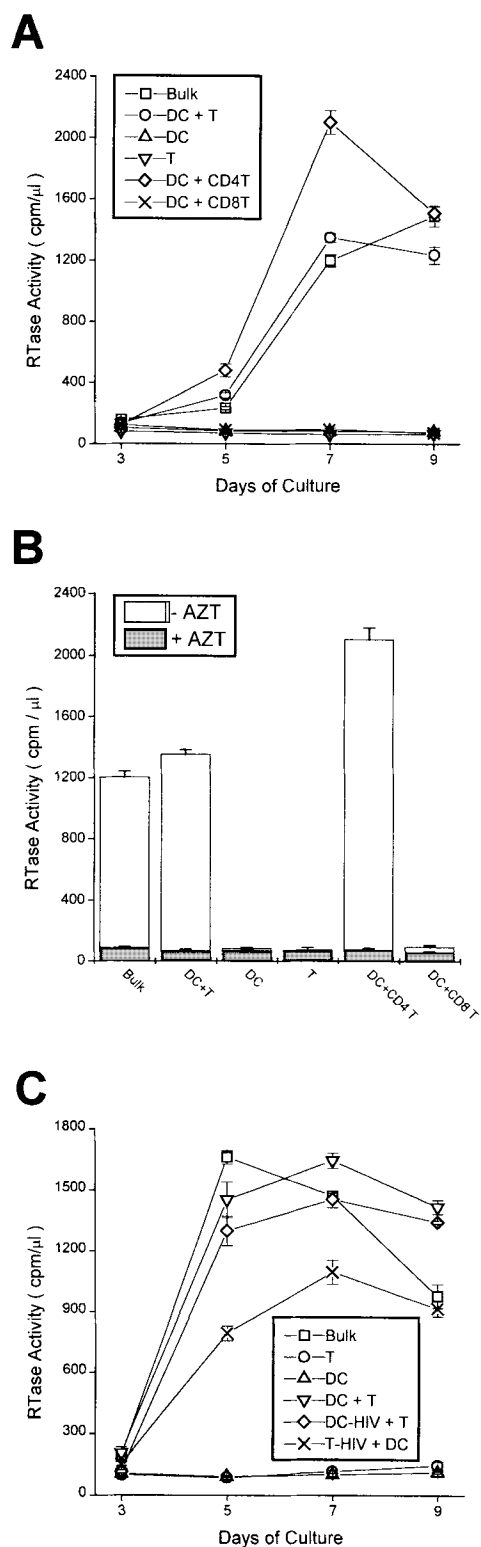 A
RTase Activity ( cpm/µl )
2400
2000
1600
1200
800
400
0
Bulk
DC + T
DC
T
DC + CD4T
DC + CD8T
3 5 7 9
Days of Culture
B
RTase Activity ( cpm / µl )
2400
2000
1600
1200
800
400
0
- AZT
+ AZT
Bulk DC+T DC T DC+CD4 T DC+CD8 T
C
RTase Activity ( cpm/µl )
1800
1500
1200
900
600
300
0
Bulk
T
DC
DC + T
DC-HIV + T
T-HIV + DC
3 5 7 9
Days of Culture